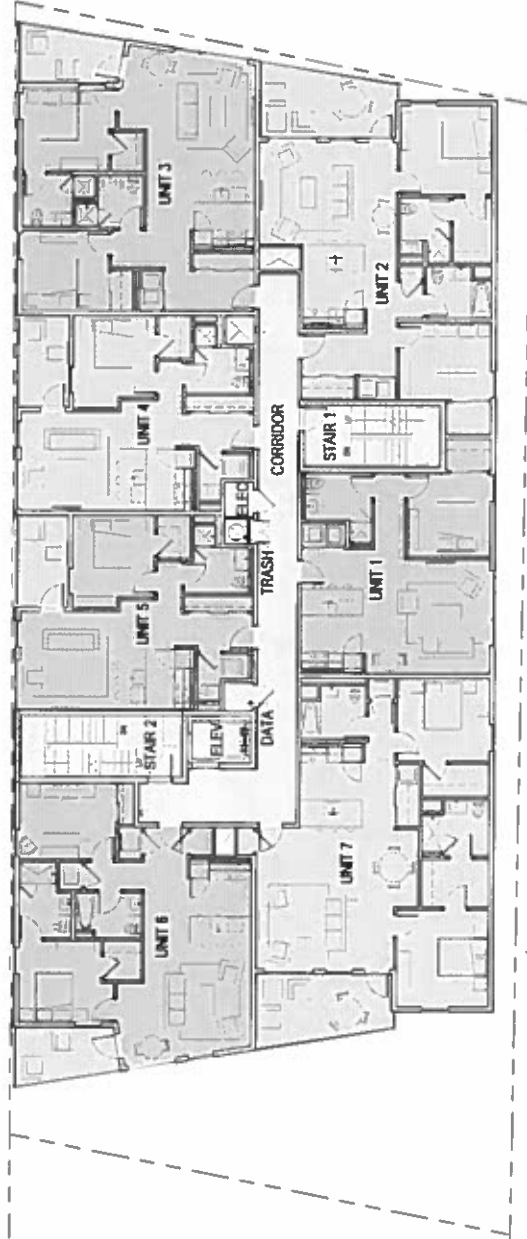 UNIT 3
UNIT 2
UNIT 4
CORRIDOR
STAIR 1
ELEC
TRASH
UNIT 1
UNIT 5
DATA
ELEV
STAIR 2
UNIT 7
UNIT 6